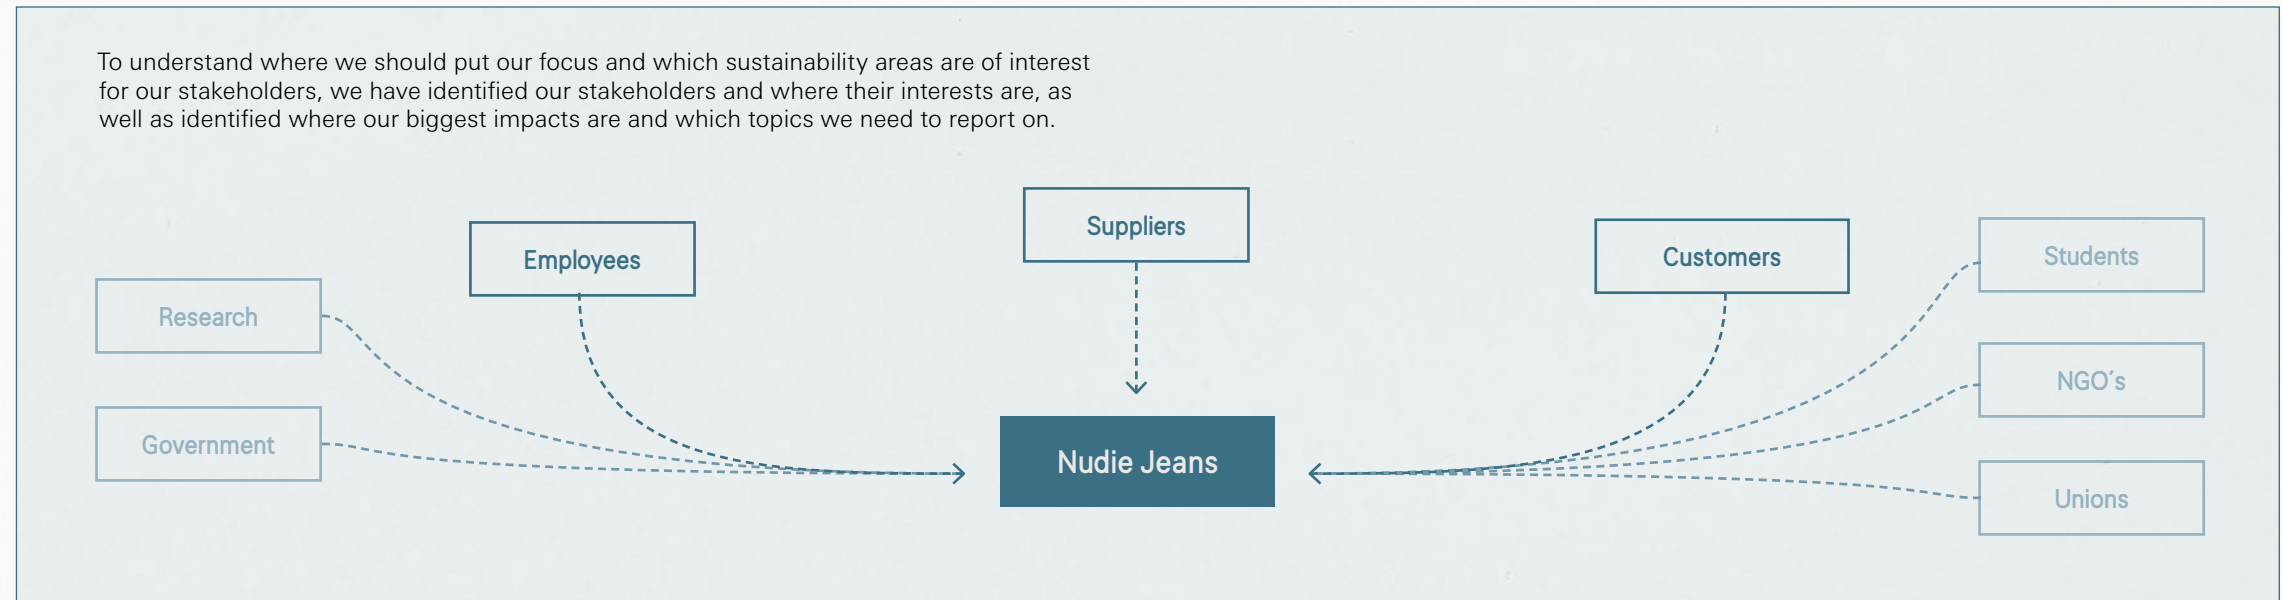 To understand where we should put our focus and which sustainability areas are of interest
for our stakeholders, we have identified our stakeholders and where their interests are, as
well as identified where our biggest impacts are and which topics we need to report on.
Suppliers
Employees
Customers
Students
Research
NGO´s
Government
Nudie Jeans
Unions